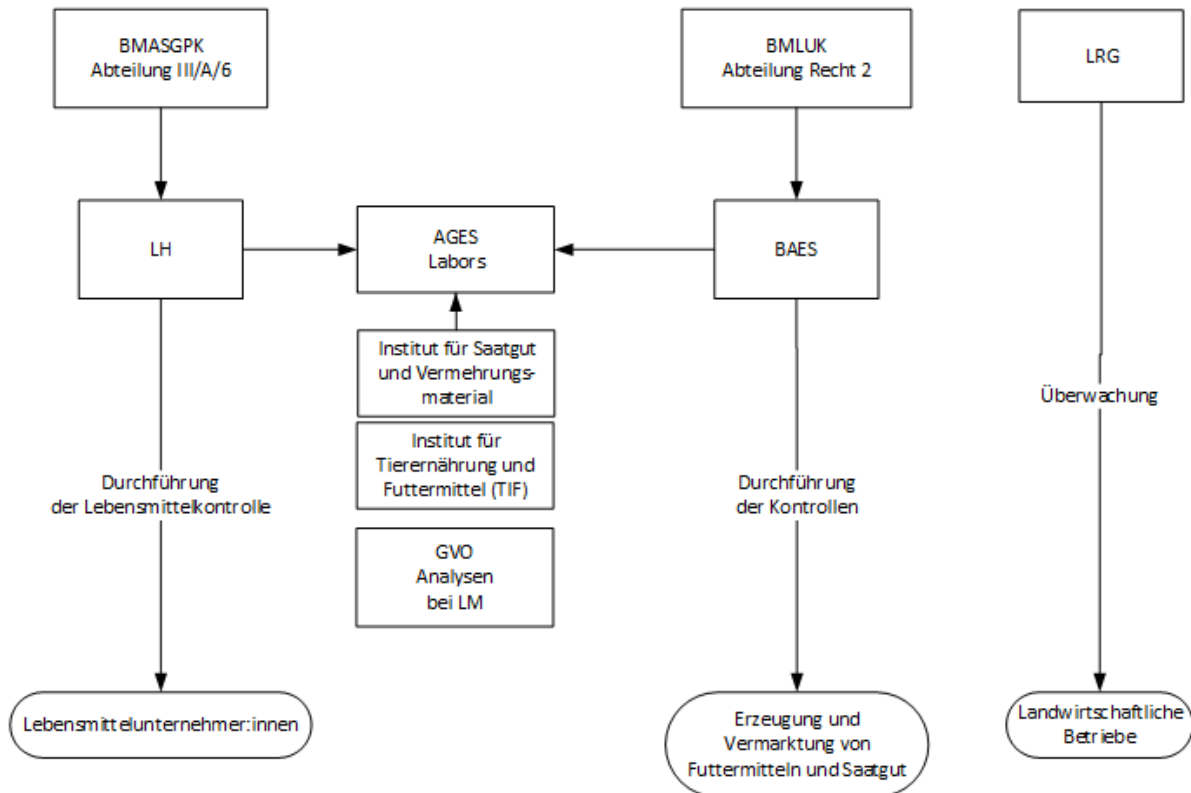 BMASGPK
Abteilung III/A/6
BMLUK
Abteilung Recht 2
LRG
LH
AGES
Labors
BAES
Institut für Saatgut
und Vermehrungs-
material
Institut für
Tierernährung und
Futtermittel (TIF)
GVO
Analysen
bei LM
Durchführung
der Lebensmittelkontrolle
Durchführung
der Kontrollen
Überwachung
Lebensmittelunternehmer:innen
Erzeugung und
Vermarktung von
Futtermitteln und Saatgut
Landwirtschaftliche
Betriebe